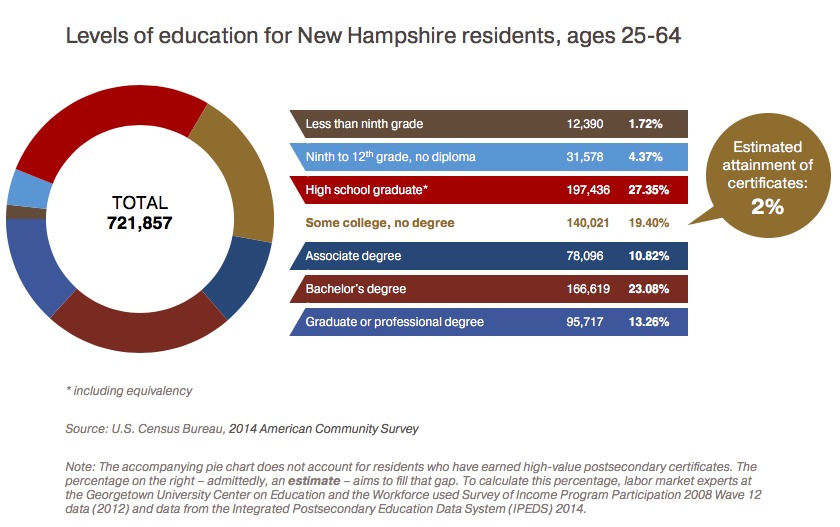 Levels of education for New Hampshire residents, ages 25-64
TOTAL
721,857
Less than ninth grade 12,390 1.72%
Ninth to 12th grade, no diploma 31,578 4.37%
High school graduate* 197,436 27.35%
Some college, no degree 140,021 19.40%
Associate degree 78,096 10.82%
Bachelor's degree 166,619 23.08%
Graduate or professional degree 95,717 13.26%
Estimated
attainment of
certificates:
2%
* including equivalency
Source: U.S. Census Bureau, 2014 American Community Survey
Note: The accompanying pie chart does not account for residents who have earned high-value postsecondary certificates. The
percentage on the right – admittedly, an estimate – aims to fill that gap. To calculate this percentage, labor market experts at
the Georgetown University Center on Education and the Workforce used Survey of Income Program Participation 2008 Wave 12
data (2012) and data from the Integrated Postsecondary Education Data System (IPEDS) 2014.